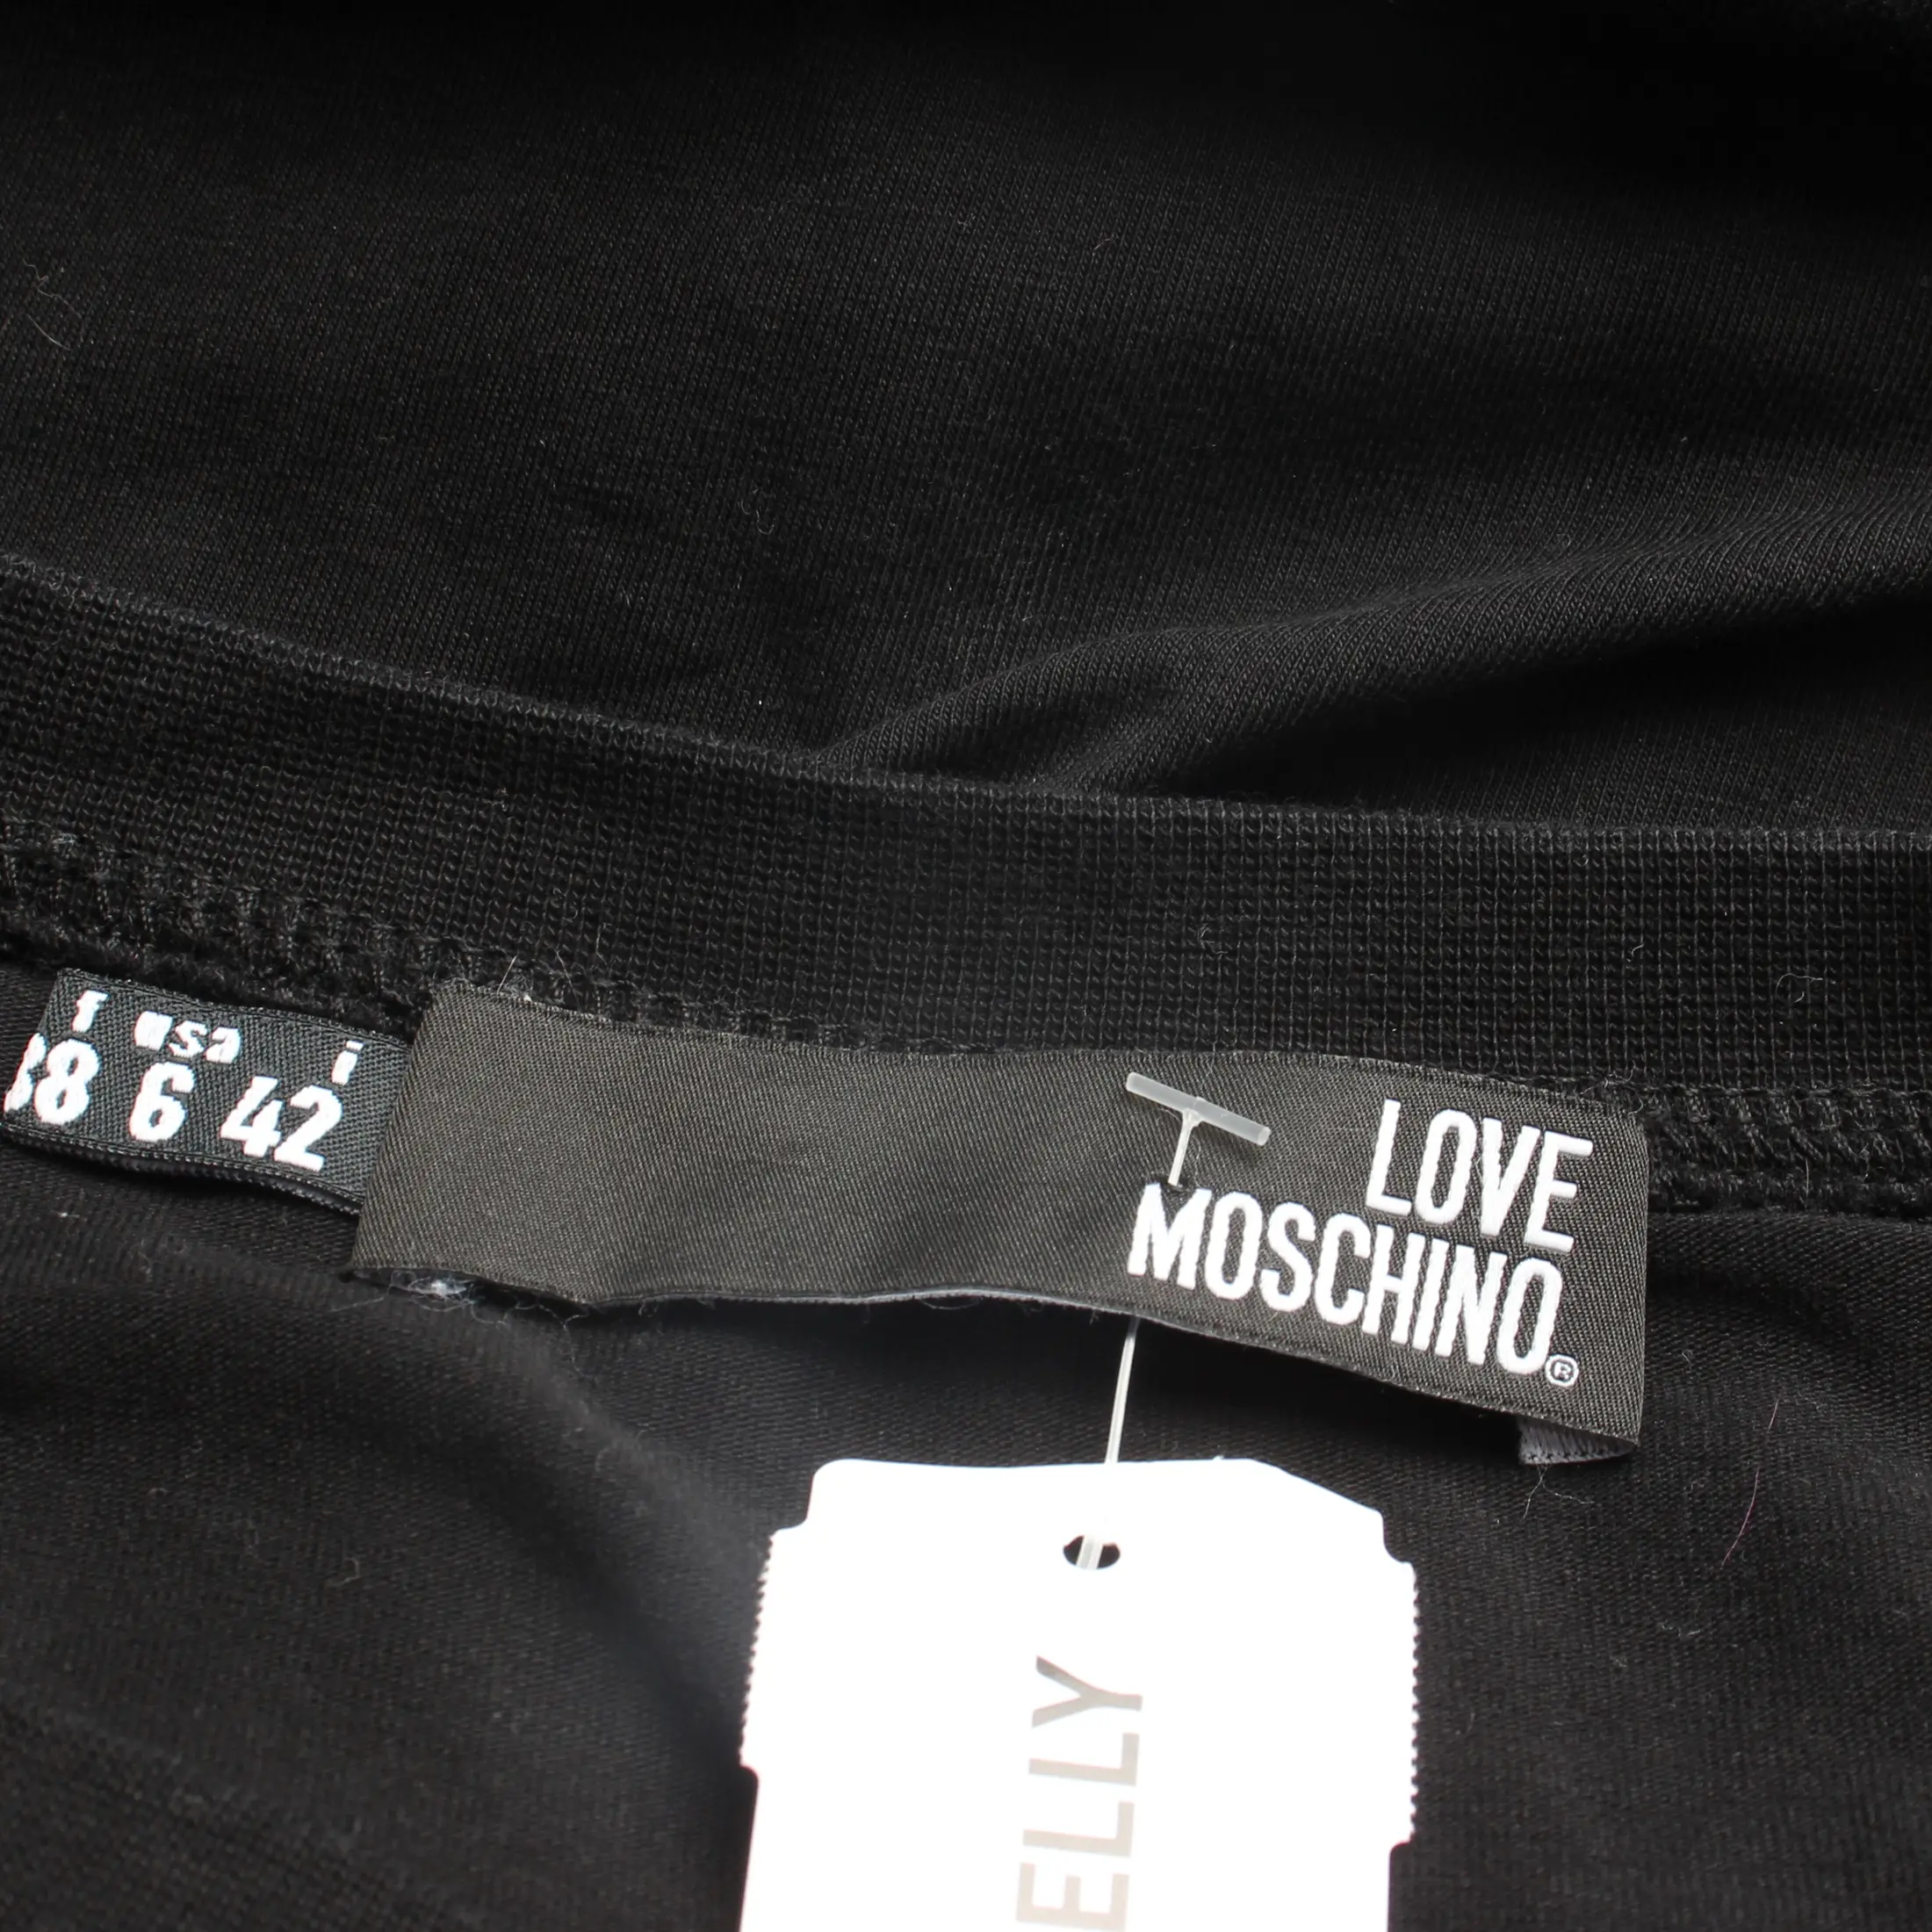 f usa i
38 6 42
LOVE
MOSCHINO®
ELLY